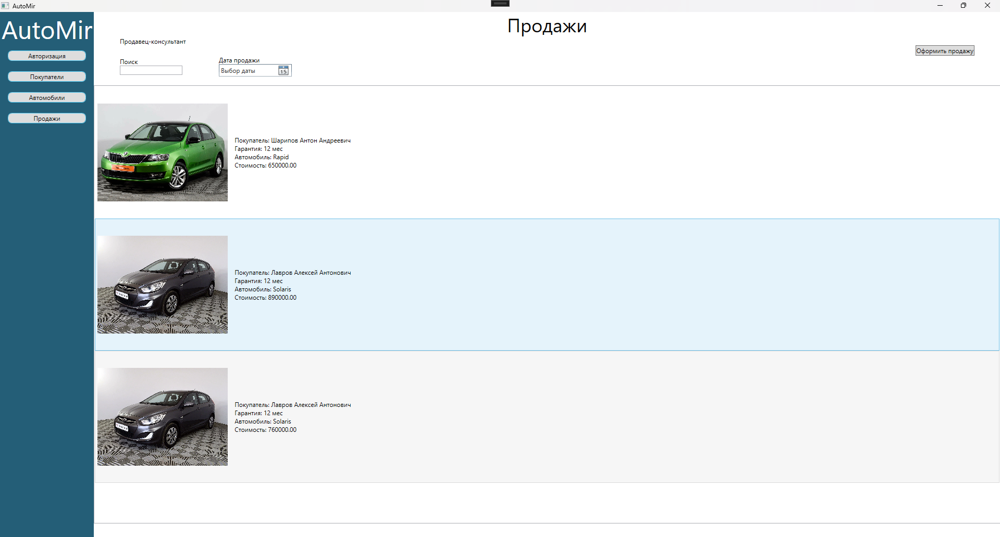 AutoMir
AutoMir
Авторизация
Покупатели
Автомобили
Продажи
Продажи
Продавец-консультант
Оформить продажу
Поиск
Дата продажи
Выбор даты
15
Покупатель: Шарипов Антон Андреевич
Гарантия: 12 мес
Автомобиль: Rapid
Стоимость: 650000.00
Покупатель: Лавров Алексей Антонович
Гарантия: 12 мес
Автомобиль: Solaris
Стоимость: 890000.00
Покупатель: Лавров Алексей Антонович
Гарантия: 12 мес
Автомобиль: Solaris
Стоимость: 760000.00